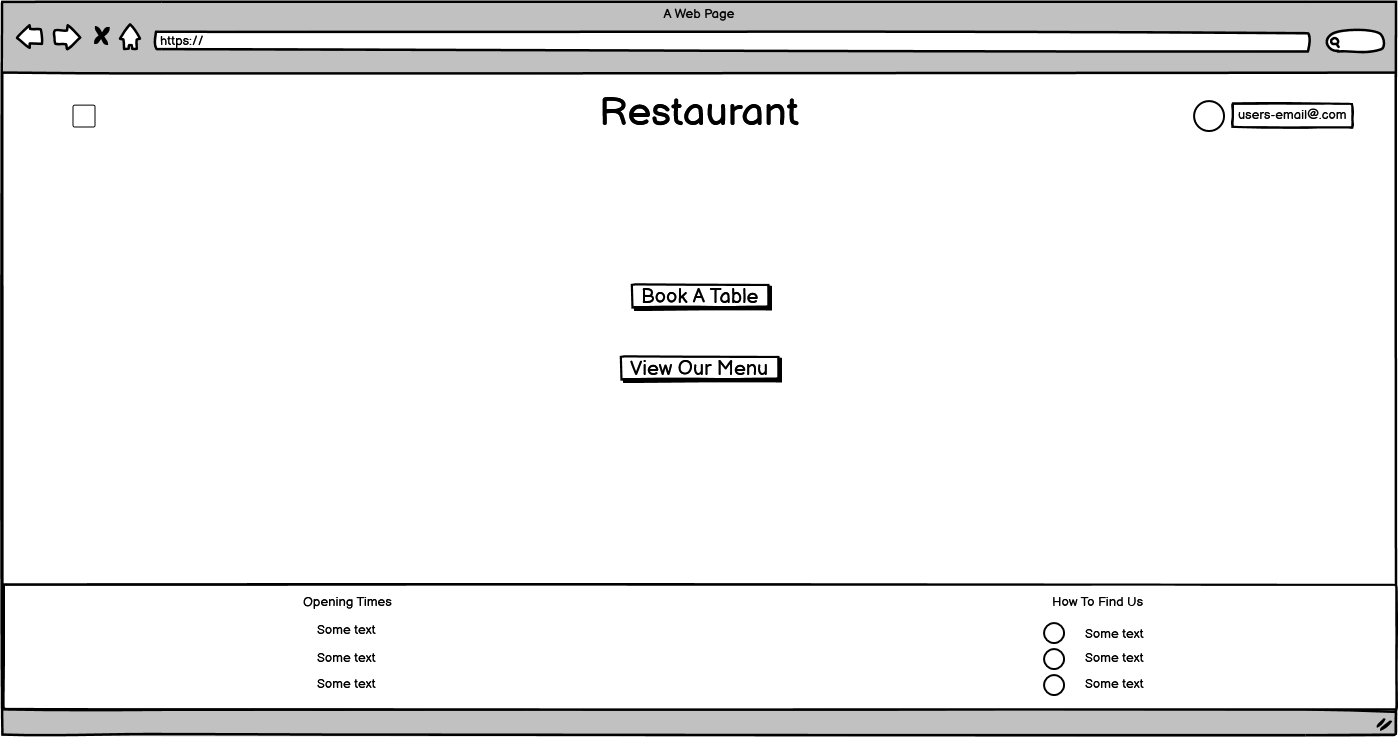 A Web Page
https://
Restaurant
users-email@.com
Book A Table
View Our Menu
Opening Times
Some text
Some text
Some text
How To Find Us
Some text
Some text
Some text